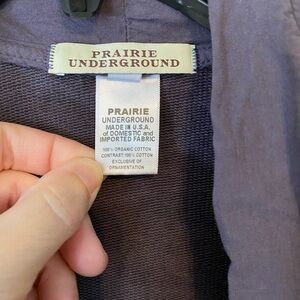 PRAIRIE
UNDERGROUND
PRAIRIE
UNDERGROUND
MADE IN U.S.A.
of DOMESTIC and
IMPORTED FABRIC
100% ORGANIC COTTON
CONTRAST: 100% COTTON
EXCLUSIVE OF
ORNAMENTATION